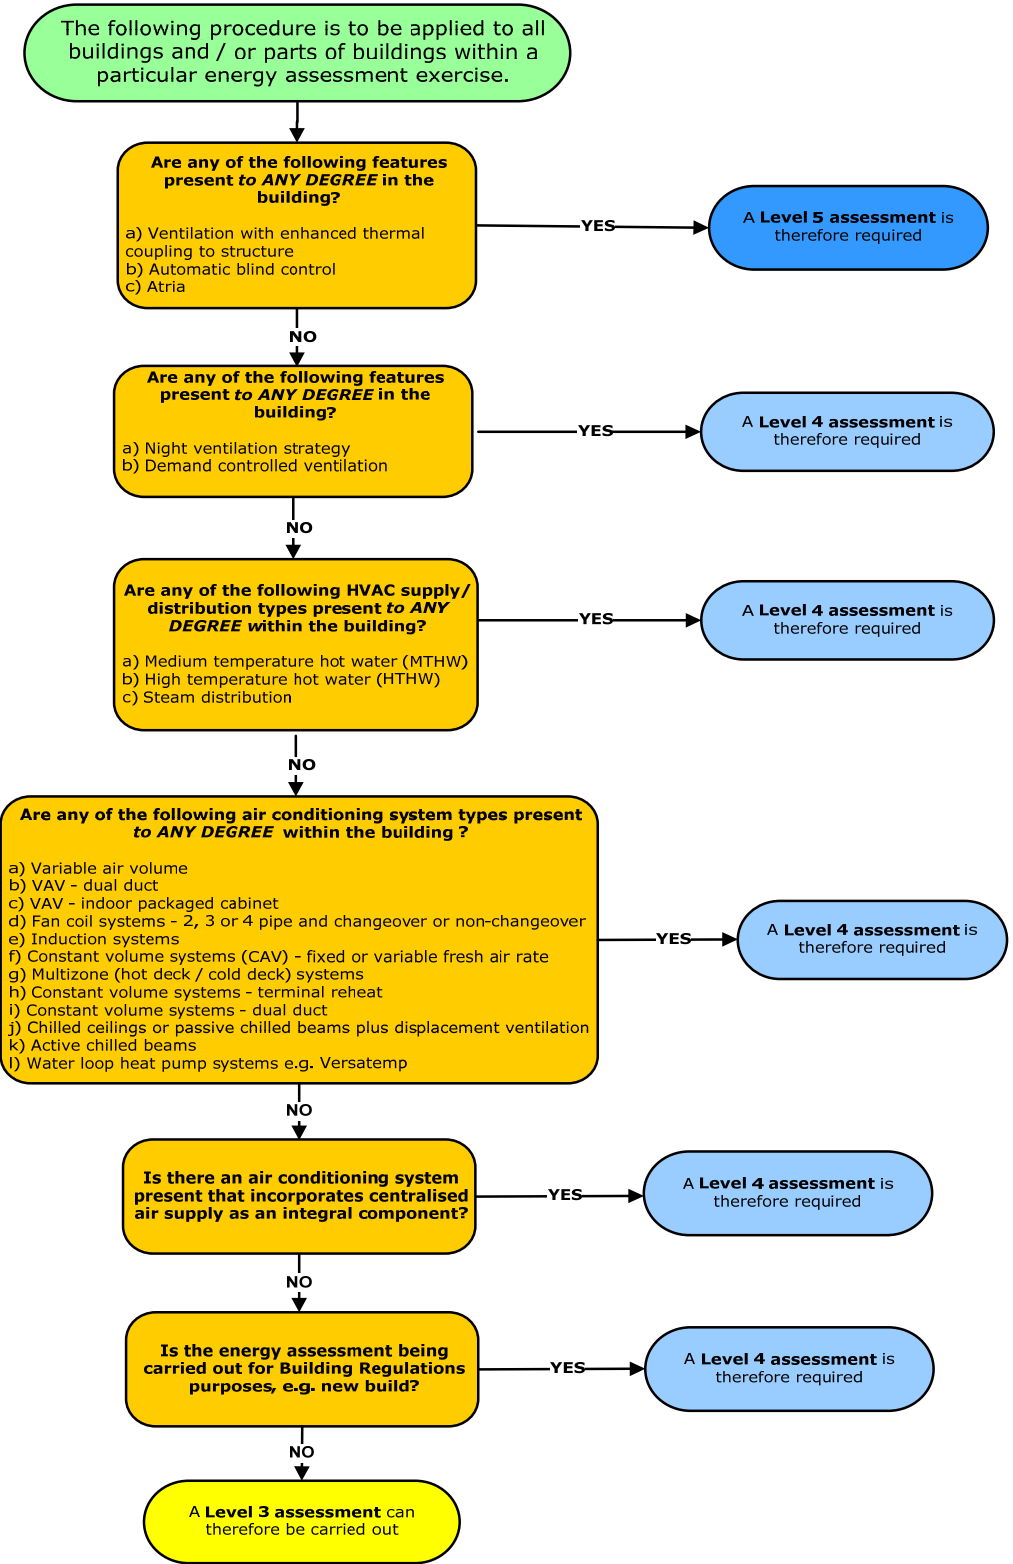 The following procedure is to be applied to all
buildings and / or parts of buildings within a
particular energy assessment exercise.
Are any of the following features
present to ANY DEGREE in the
building?
a) Ventilation with enhanced thermal
coupling to structure
b) Automatic blind control
c) Atria
YES
A Level 5 assessment is
therefore required
NO
Are any of the following features
present to ANY DEGREE in the
building?
a) Night ventilation strategy
b) Demand controlled ventilation
YES
A Level 4 assessment is
therefore required
NO
Are any of the following HVAC supply/
distribution types present to ANY
DEGREE within the building?
a) Medium temperature hot water (MTHW)
b) High temperature hot water (HTHW)
c) Steam distribution
YES
A Level 4 assessment is
therefore required
NO
Are any of the following air conditioning system types present
to ANY DEGREE within the building ?
a) Variable air volume
b) VAV - dual duct
c) VAV - indoor packaged cabinet
d) Fan coil systems - 2, 3 or 4 pipe and changeover or non-changeover
e) Induction systems
f) Constant volume systems (CAV) - fixed or variable fresh air rate
g) Multizone (hot deck / cold deck) systems
h) Constant volume systems - terminal reheat
i) Constant volume systems - dual duct
j) Chilled ceilings or passive chilled beams plus displacement ventilation
k) Active chilled beams
l) Water loop heat pump systems e.g. Versatemp
YES
A Level 4 assessment is
therefore required
NO
Is there an air conditioning system
present that incorporates centralised
air supply as an integral component?
YES
A Level 4 assessment is
therefore required
NO
Is the energy assessment being
carried out for Building Regulations
purposes, e.g. new build?
YES
A Level 4 assessment is
therefore required
NO
A Level 3 assessment can
therefore be carried out